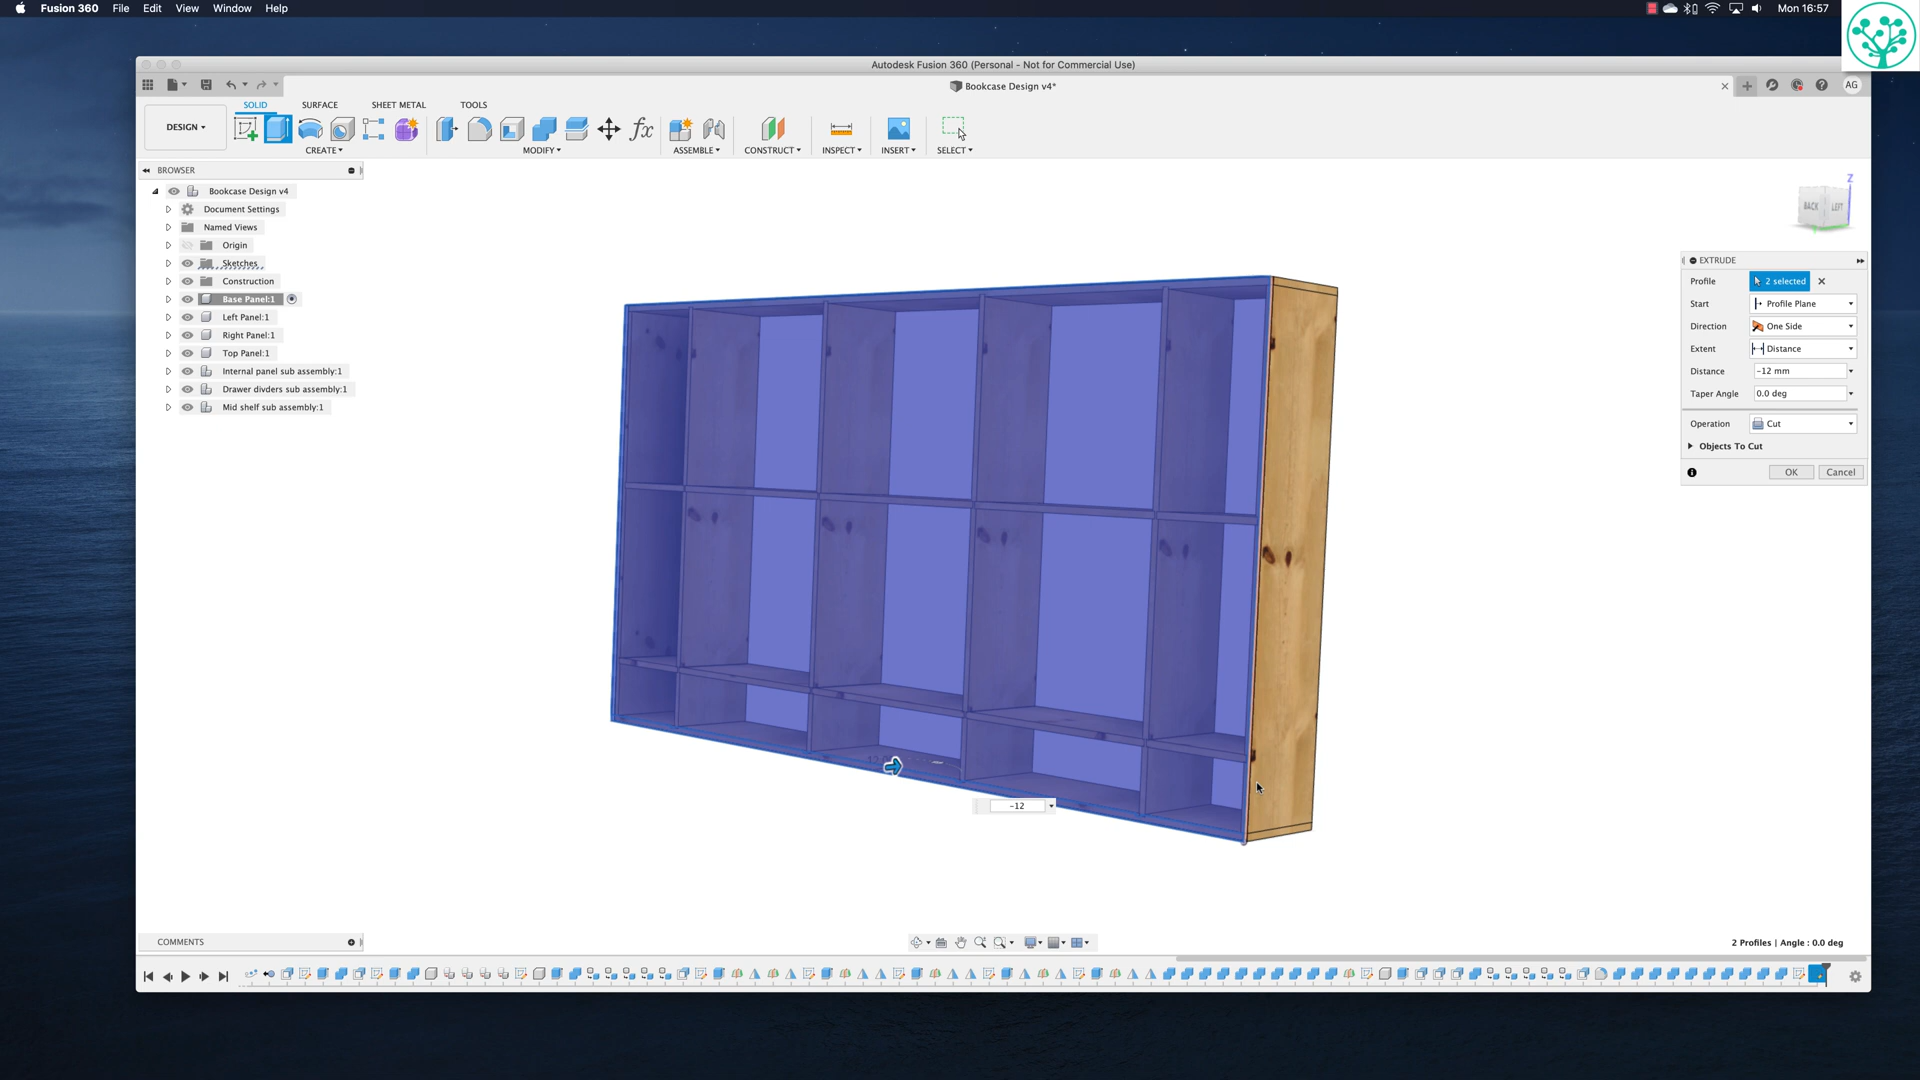 Fusion 360 File Edit View Window Help
Mon 16:57
Autodesk Fusion 360 (Personal - Not for Commercial Use)
Bookcase Design v4*
AG
SOLID SURFACE SHEET METAL TOOLS
DESIGN
CREATE MODIFY ASSEMBLE CONSTRUCT INSPECT INSERT SELECT
BROWSER
Bookcase Design v4
Document Settings
Named Views
Origin
Sketches
Construction
Base Panel:1
Left Panel:1
Right Panel:1
Top Panel:1
Internal panel sub assembly:1
Drawer divders sub assembly:1
Mid shelf sub assembly:1
Z
BACK LEFT
EXTRUDE
Profile 2 selected
Start Profile Plane
Direction One Side
Extent Distance
Distance -12 mm
Taper Angle 0.0 deg
Operation Cut
Objects To Cut
OK Cancel
-12
COMMENTS
2 Profiles | Angle : 0.0 deg